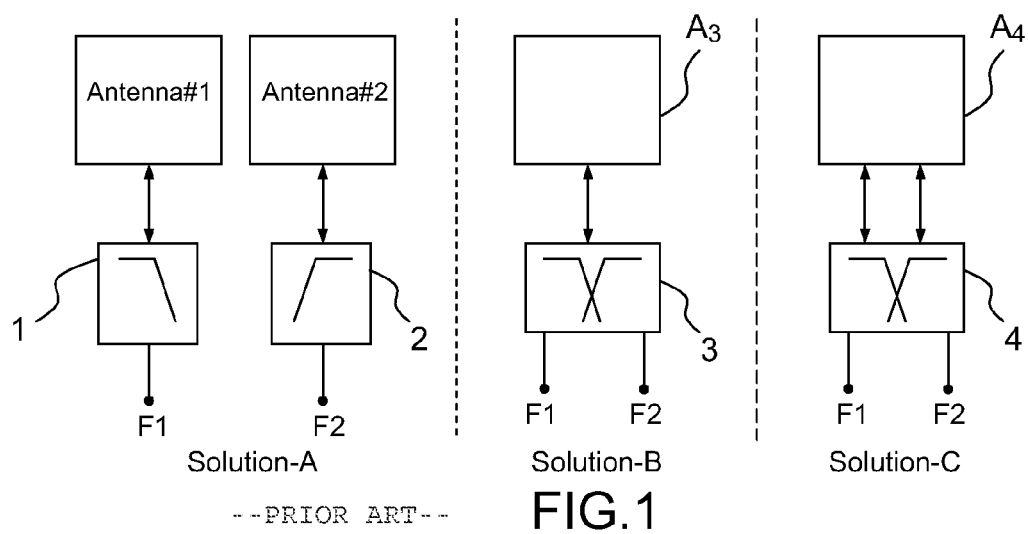 A3
A4
Antenna#1
Antenna#2
1
2
3
4
F1
F2
F1
F2
F1
F2
Solution-A
Solution-B
Solution-C
--PRIOR ART--
FIG.1